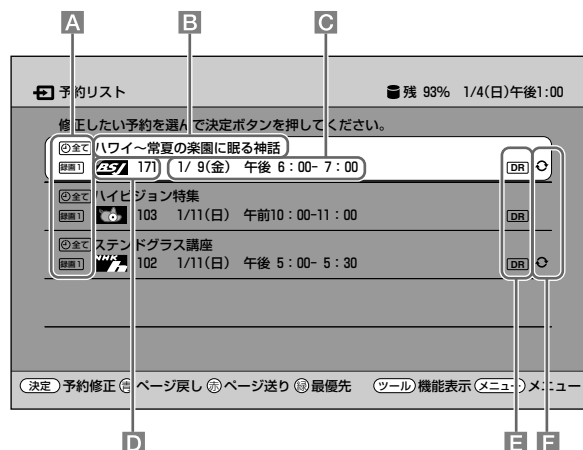 A B C
予約リスト 残 93% 1/4(日)午後1:00
修正したい予約を選んで決定ボタンを押してください。
全て ハワイ~常夏の楽園に眠る神話
録画1 BSi 171 1/ 9(金) 午後 6:00- 7:00 DR
全て ハイビジョン特集
録画1 103 1/11(日) 午前10:00-11:00 DR
全て ステンドグラス講座
録画1 NHK h 102 1/11(日) 午後 5:00- 5:30 DR
決定 予約修正 青 ページ戻し 赤 ページ送り 緑 最優先 ツール 機能表示 メニュー メニュー
D E F